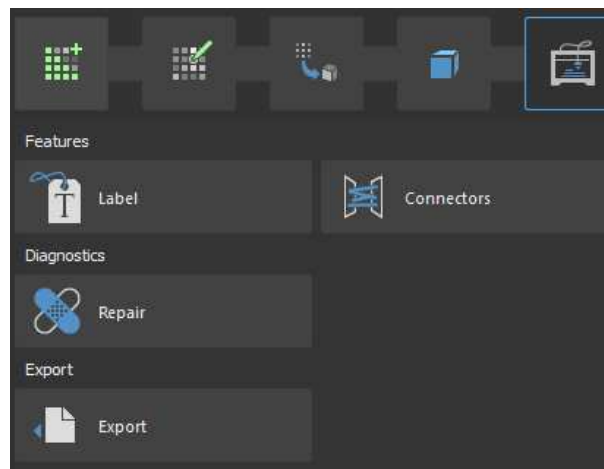 Features
Label
Connectors
Diagnostics
Repair
Export
Export